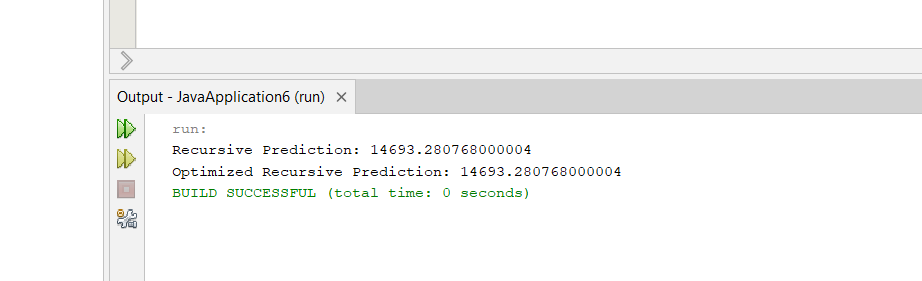 Output - JavaApplication6 (run)
run:
Recursive Prediction: 14693.280768000004
Optimized Recursive Prediction: 14693.280768000004
BUILD SUCCESSFUL (total time: 0 seconds)